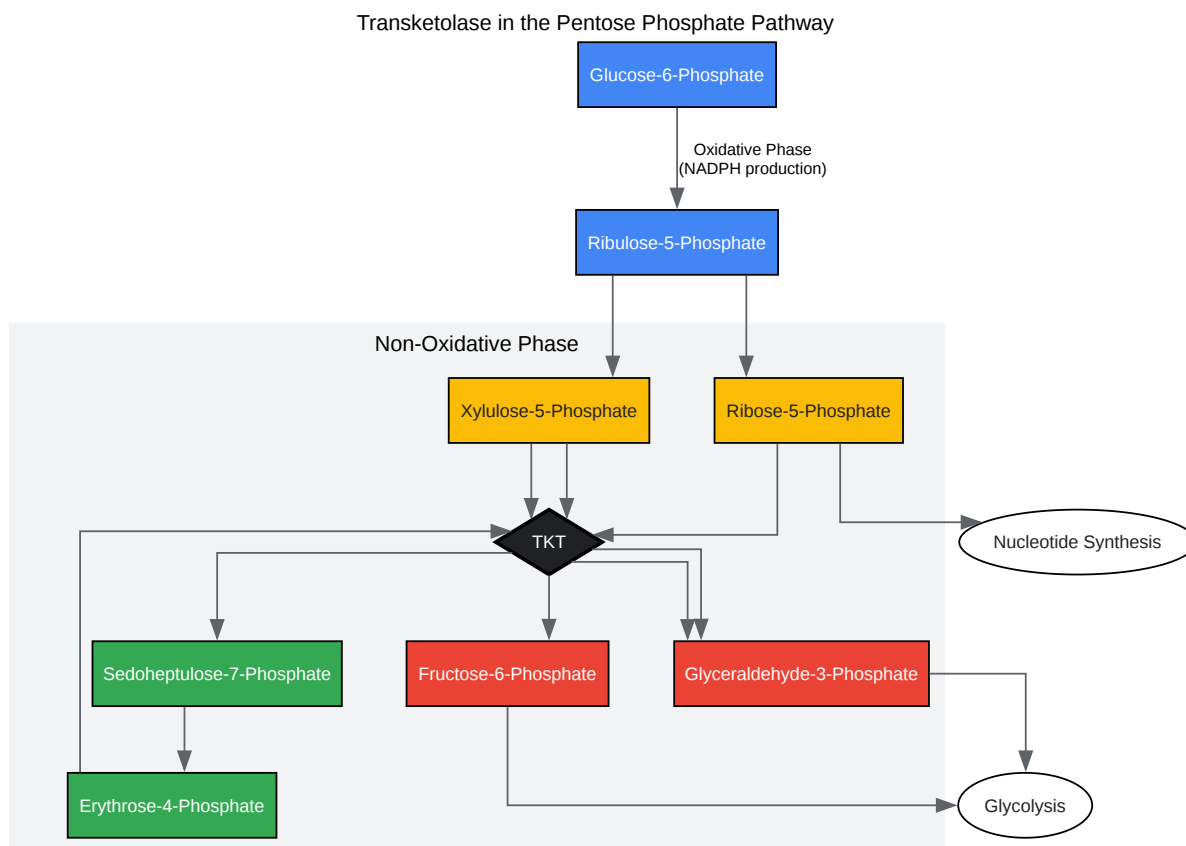 Transketolase in the Pentose Phosphate Pathway
Glucose-6-Phosphate
Oxidative Phase
(NADPH production)
Ribulose-5-Phosphate
Non-Oxidative Phase
Xylulose-5-Phosphate
Ribose-5-Phosphate
TKT
Nucleotide Synthesis
Sedoheptulose-7-Phosphate
Fructose-6-Phosphate
Glyceraldehyde-3-Phosphate
Erythrose-4-Phosphate
Glycolysis